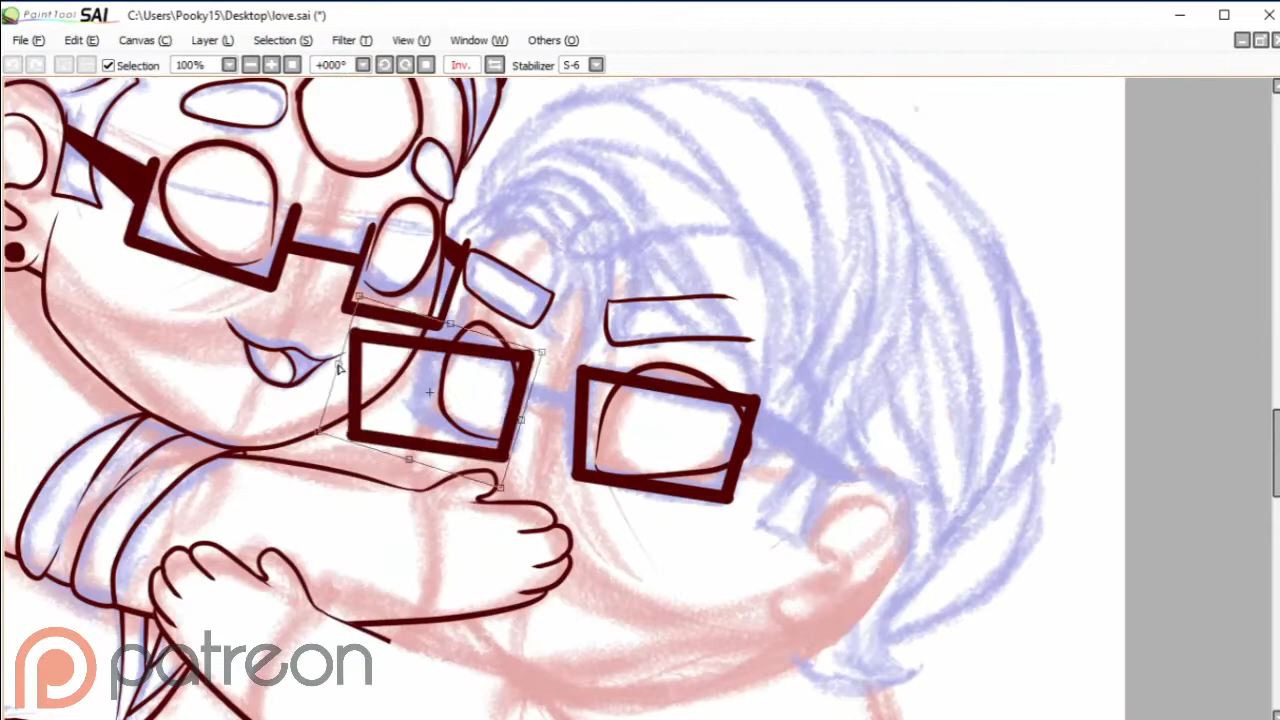 PaintTool SAI C:\Users\Pooky15\Desktop\love.sai (*)
File (F) Edit (E) Canvas (C) Layer (L) Selection (S) Filter (T) View (V) Window (W) Others (O)
Selection 100% +000° Inv. Stabilizer S-6
patreon